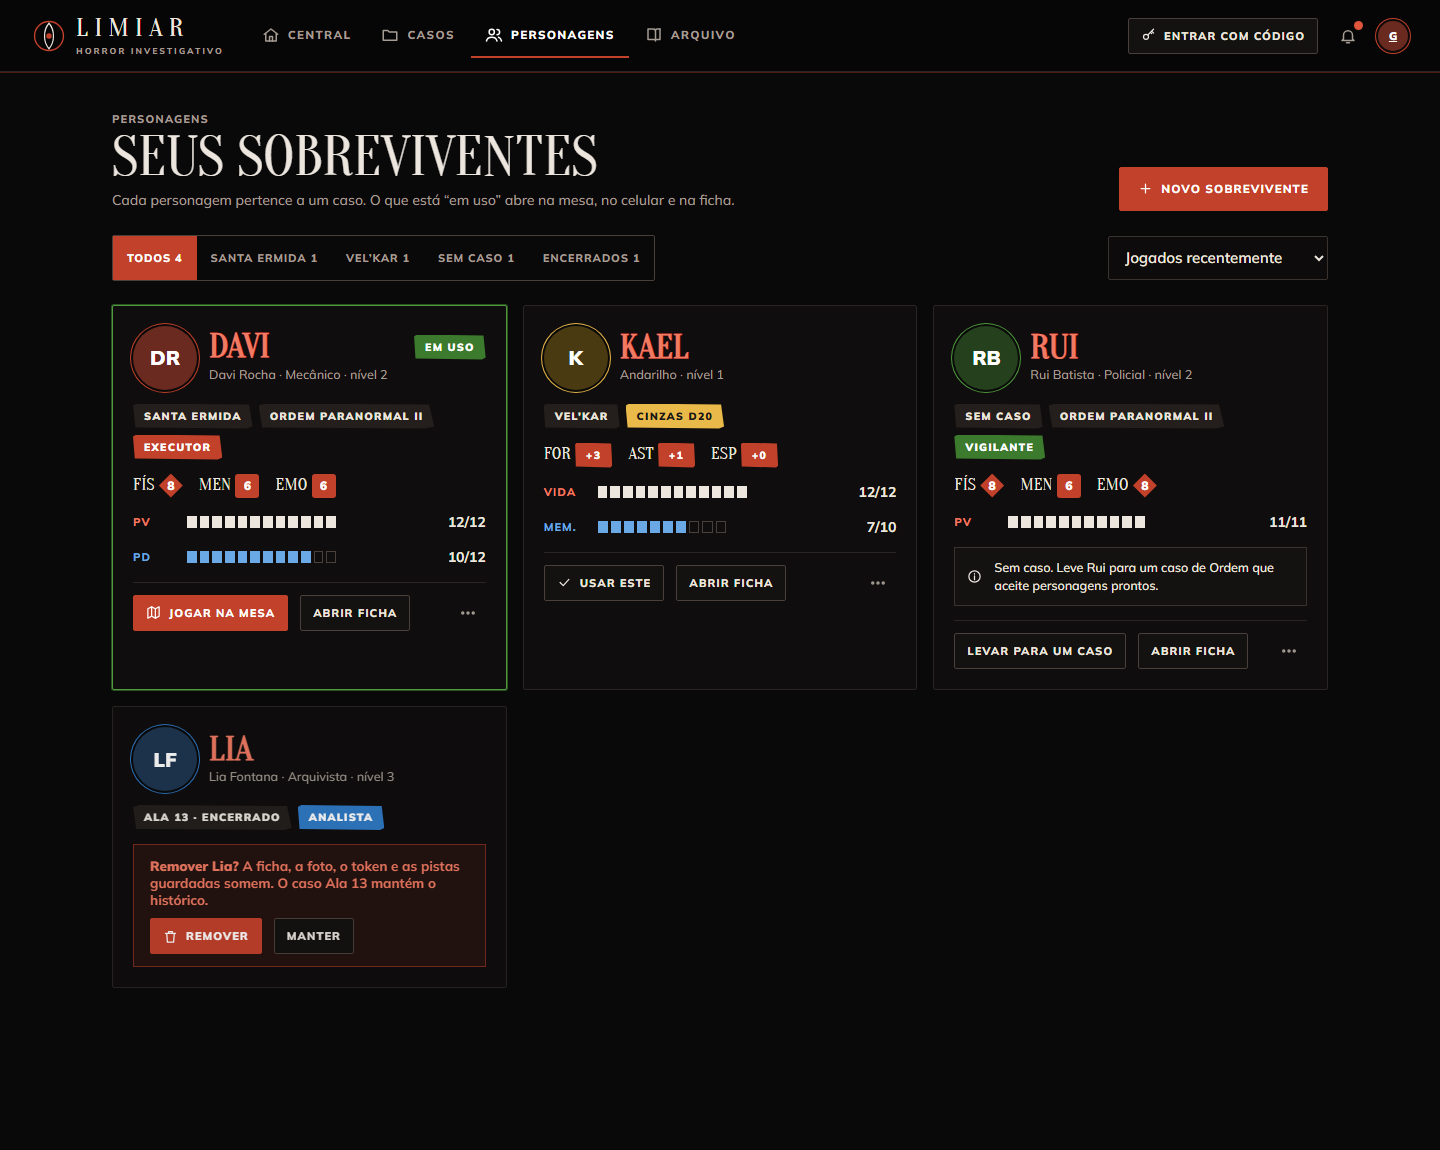 LIMIAR
HORROR INVESTIGATIVO
CENTRAL
CASOS
PERSONAGENS
ARQUIVO
ENTRAR COM CÓDIGO
G
PERSONAGENS
SEUS SOBREVIVENTES
Cada personagem pertence a um caso. O que está “em uso” abre na mesa, no celular e na ficha.
NOVO SOBREVIVENTE
TODOS 4
SANTA ERMIDA 1
VEL'KAR 1
SEM CASO 1
ENCERRADOS 1
Jogados recentemente
DR
DAVI
Davi Rocha · Mecânico · nível 2
EM USO
SANTA ERMIDA
ORDEM PARANORMAL II
EXECUTOR
FÍS 8
MEN 6
EMO 6
PV 12/12
PD 10/12
JOGAR NA MESA
ABRIR FICHA
K
KAEL
Andarilho · nível 1
VEL'KAR
CINZAS D20
FOR +3
AST +1
ESP +0
VIDA 12/12
MEM. 7/10
USAR ESTE
ABRIR FICHA
RB
RUI
Rui Batista · Policial · nível 2
SEM CASO
ORDEM PARANORMAL II
VIGILANTE
FÍS 8
MEN 6
EMO 8
PV 11/11
Sem caso. Leve Rui para um caso de Ordem que
aceite personagens prontos.
LEVAR PARA UM CASO
ABRIR FICHA
LF
LIA
Lia Fontana · Arquivista · nível 3
ALA 13 · ENCERRADO
ANALISTA
Remover Lia? A ficha, a foto, o token e as pistas
guardadas somem. O caso Ala 13 mantém o
histórico.
REMOVER
MANTER